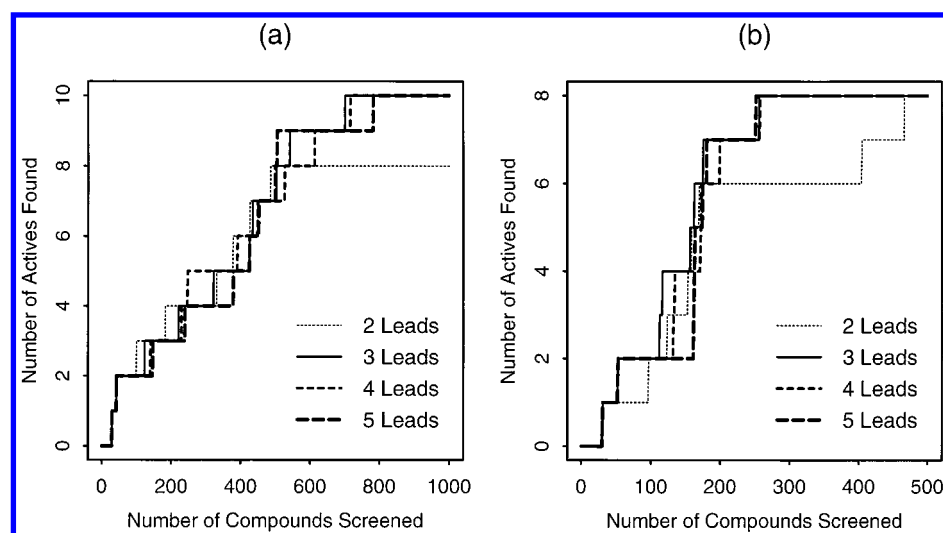 (a)
Number of Actives Found
10
8
6
4
2
0
2 Leads
3 Leads
4 Leads
5 Leads
0 200 400 600 800 1000
Number of Compounds Screened
(b)
Number of Actives Found
8
6
4
2
0
2 Leads
3 Leads
4 Leads
5 Leads
0 100 200 300 400 500
Number of Compounds Screened